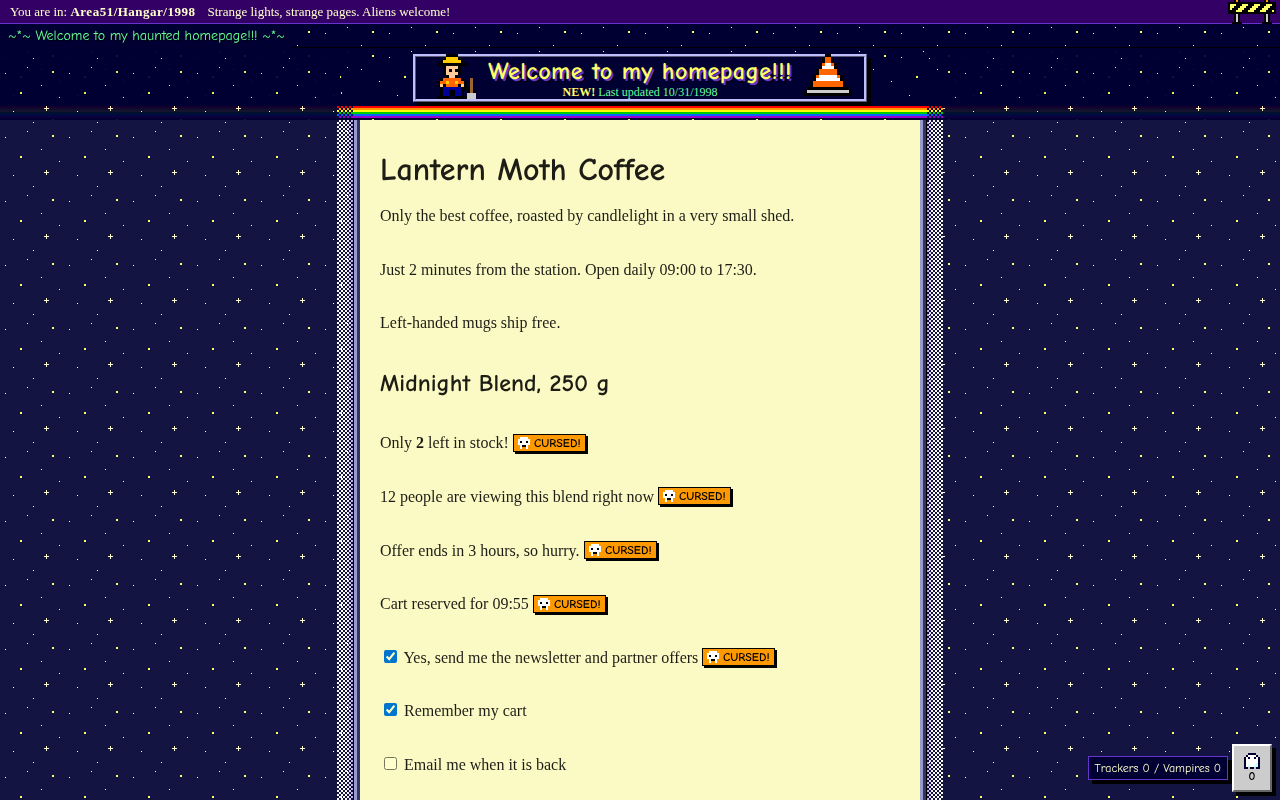 You are in: Area51/Hangar/1998 Strange lights, strange pages. Aliens welcome!
~*~ Welcome to my haunted homepage!!! ~*~
Welcome to my homepage!!!
NEW! Last updated 10/31/1998
Lantern Moth Coffee
Only the best coffee, roasted by candlelight in a very small shed.
Just 2 minutes from the station. Open daily 09:00 to 17:30.
Left-handed mugs ship free.
Midnight Blend, 250 g
Only 2 left in stock! CURSED!
12 people are viewing this blend right now CURSED!
Offer ends in 3 hours, so hurry. CURSED!
Cart reserved for 09:55 CURSED!
Yes, send me the newsletter and partner offers CURSED!
Remember my cart
Email me when it is back
Trackers 0 / Vampires 0
0